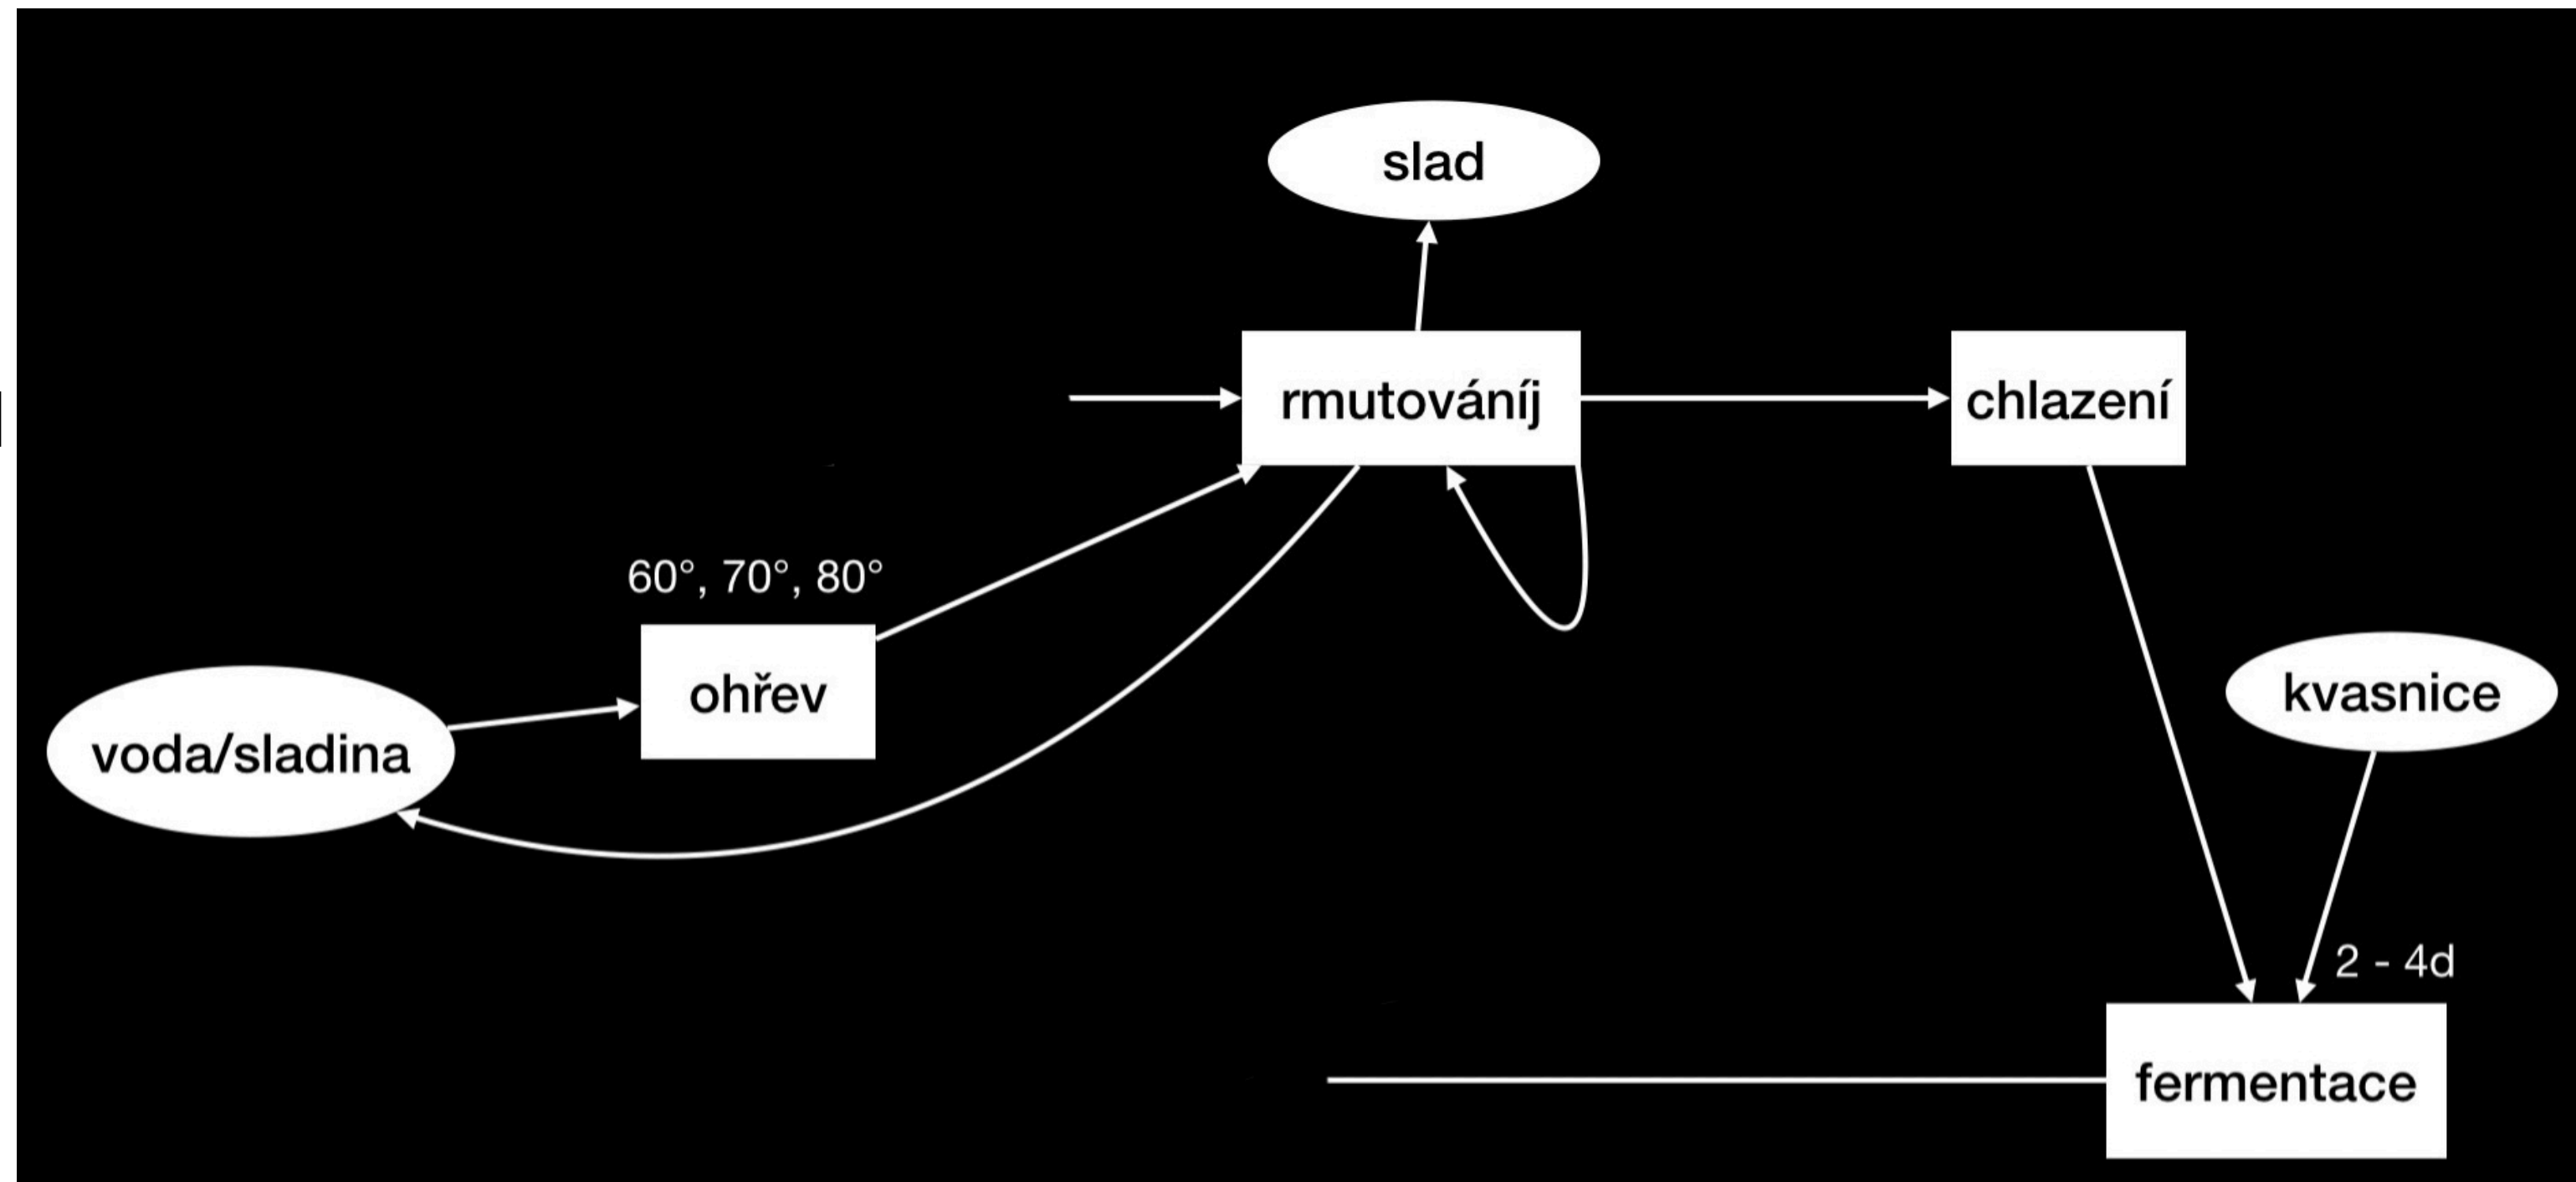 slad
rmutováníj
chlazení
60°, 70°, 80°
ohřev
kvasnice
voda/sladina
2 - 4d
fermentace